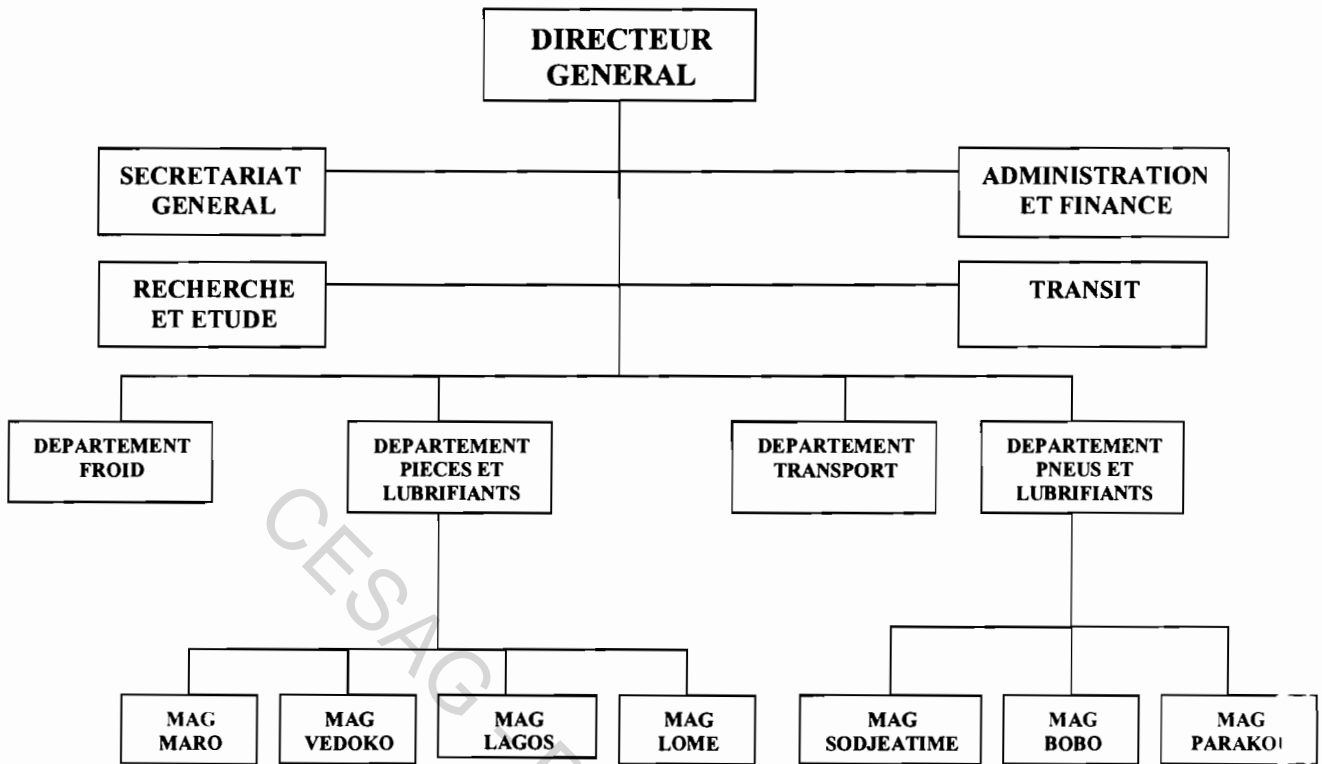 DIRECTEUR
GENERAL
SECRETARIAT
GENERAL
ADMINISTRATION
ET FINANCE
RECHERCHE
ET ETUDE
TRANSIT
DEPARTEMENT
FROID
DEPARTEMENT
PIECES ET
LUBRIFIANTS
DEPARTEMENT
TRANSPORT
DEPARTEMENT
PNEUS ET
LUBRIFIANTS
CESAG
MAG
MARO
MAG
VEDOKO
MAG
LAGOS
MAG
LOME
MAG
SODJEATIME
MAG
BOBO
MAG